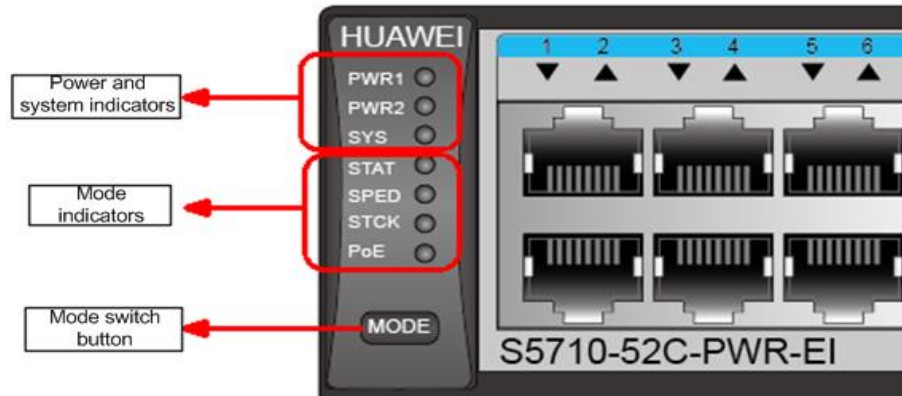 Power and
system indicators
Mode
indicators
Mode switch
button
HUAWEI
PWR1
PWR2
SYS
STAT
SPED
STCK
PoE
MODE
1 2 3 4 5 6
S5710-52C-PWR-EI